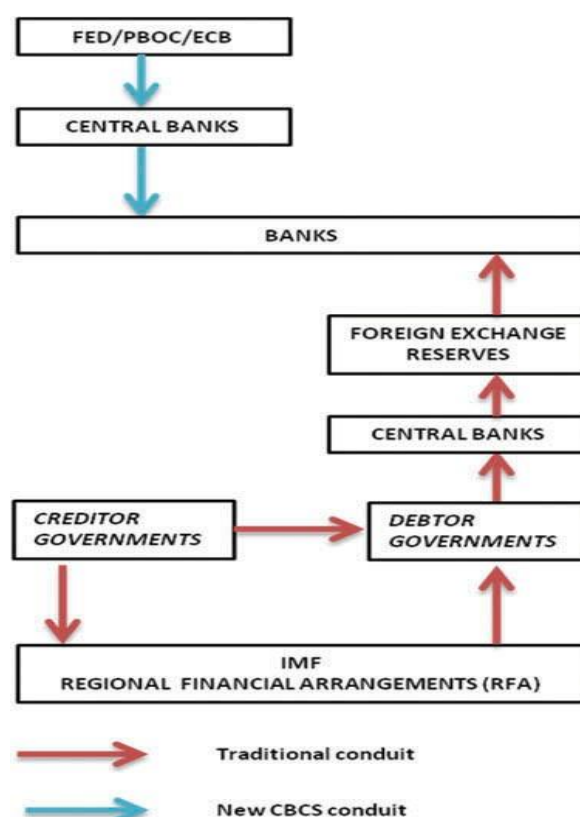 FED/PBOC/ECB
CENTRAL BANKS
BANKS
FOREIGN EXCHANGE
RESERVES
CENTRAL BANKS
CREDITOR
GOVERNMENTS
DEBTOR
GOVERNMENTS
IMF
REGIONAL FINANCIAL ARRANGEMENTS (RFA)
Traditional conduit
New CBCS conduit